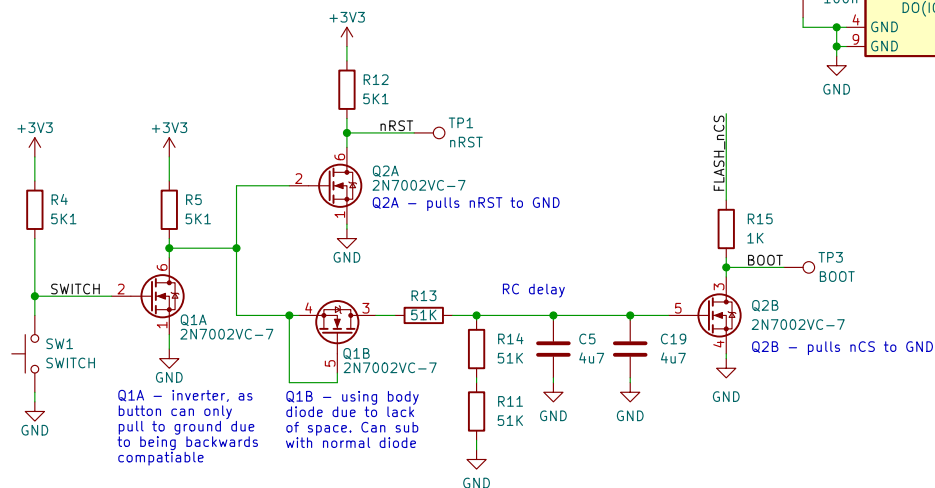 100n
DO(IO
4 GND
9 GND
GND
+3V3
R12
5K1
nRST
TP1
nRST
6
2
1
Q2A
2N7002VC-7
Q2A - pulls nRST to GND
GND
+3V3
R4
5K1
+3V3
R5
5K1
SWITCH
2
6
1
Q1A
2N7002VC-7
GND
SW1
SWITCH
GND
Q1A - inverter, as
button can only
pull to ground due
to being backwards
compatiable
4
3
5
Q1B
2N7002VC-7
Q1B - using body
diode due to lack
of space. Can sub
with normal diode
R13
51K
RC delay
R14
51K
R11
51K
GND
C5
4u7
GND
C19
4u7
GND
FLASH_nCS
R15
1K
BOOT
TP3
BOOT
3
5
4
Q2B
2N7002VC-7
Q2B - pulls nCS to GND
GND